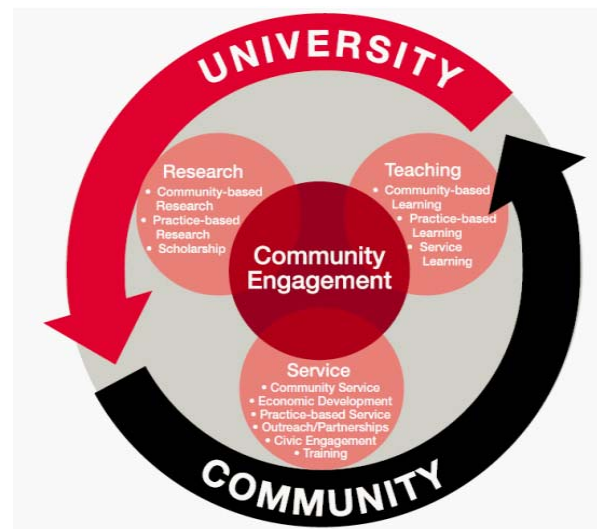 UNIVERSITY
Research
• Community-based
Research
• Practice-based
Research
• Scholarship
Teaching
• Community-based
Learning
• Practice-based
Learning
• Service
Learning
Community
Engagement
Service
• Community Service
• Economic Development
• Practice-based Service
• Outreach/Partnerships
• Civic Engagement
• Training
COMMUNITY